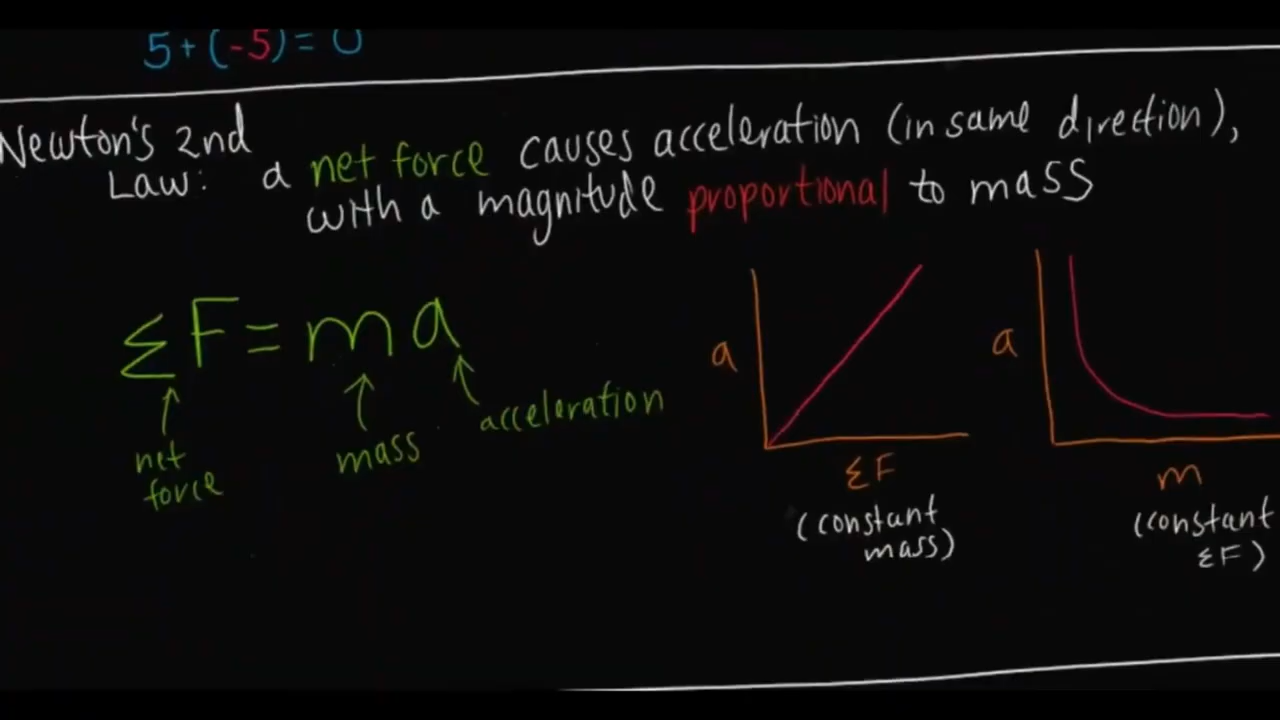 5+(-5)=0
Newton's 2nd
Law: a net force causes acceleration (in same direction),
with a magnitude proportional to mass
ΣF=ma
net
force
mass
acceleration
a
ΣF
(constant
mass)
a
m
(constant
ΣF)